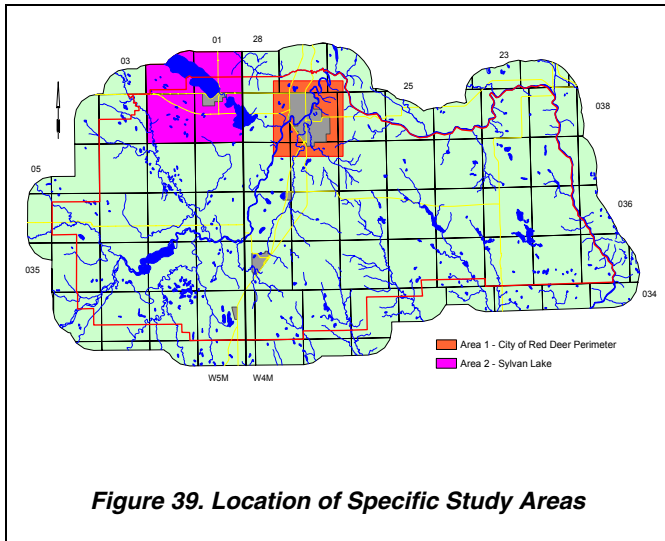 01
28
03
23
25
038
05
036
035
034
Area 1 - City of Red Deer Perimeter
Area 2 - Sylvan Lake
W5M W4M
Figure 39. Location of Specific Study Areas